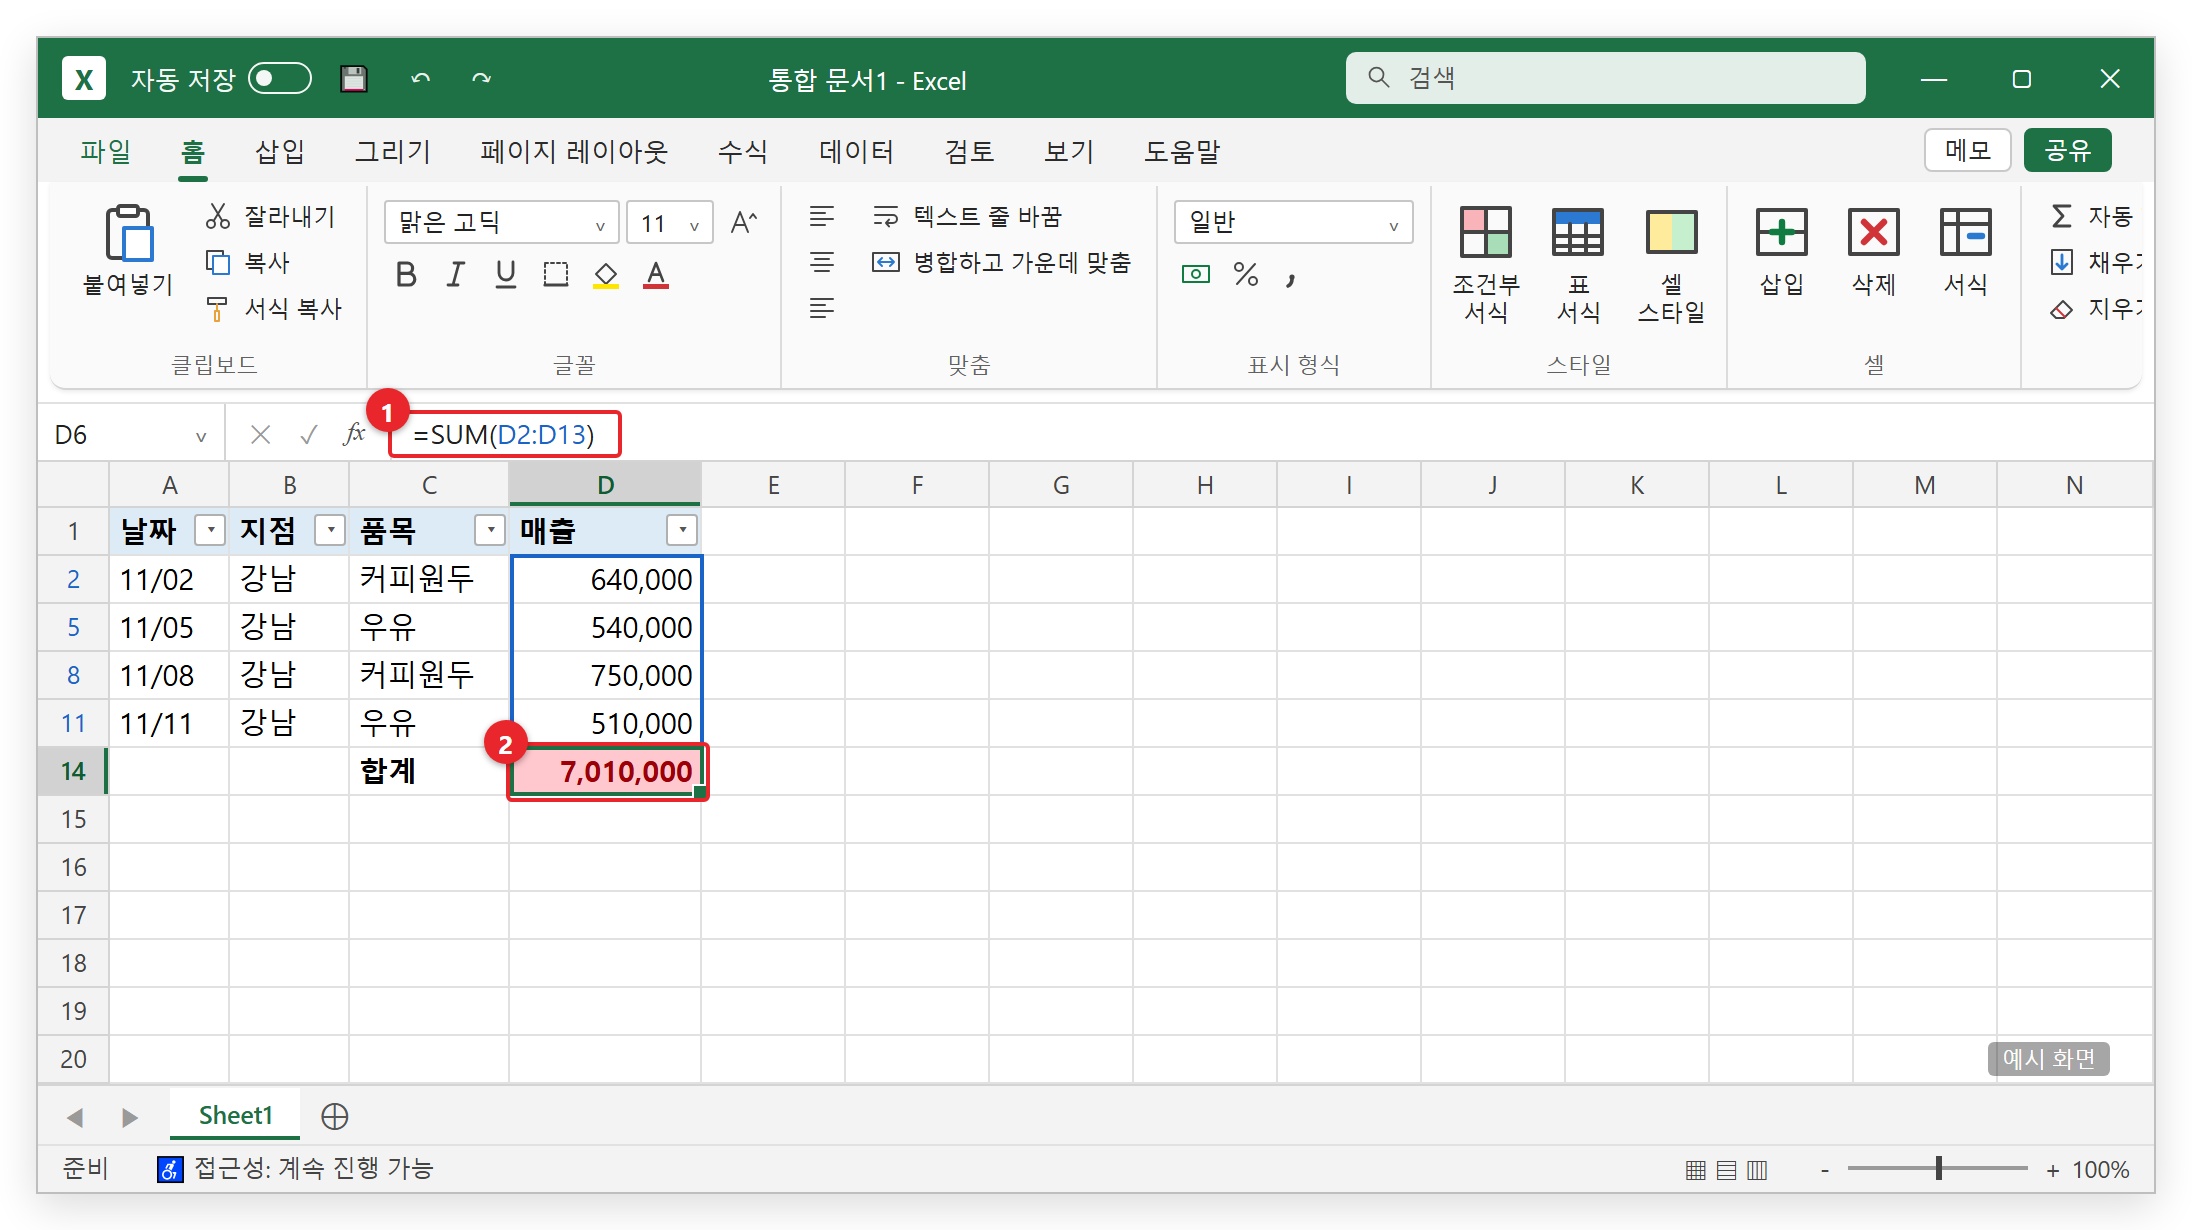 X 자동 저장 통합 문서1 - Excel 검색
파일 홈 삽입 그리기 페이지 레이아웃 수식 데이터 검토 보기 도움말 메모 공유
붙여넣기
잘라내기
복사
서식 복사
클립보드
맑은 고딕 11 A^
B I U A
글꼴
텍스트 줄 바꿈
병합하고 가운데 맞춤
맞춤
일반
% ,
표시 형식
조건부
서식
표
서식
셀
스타일
스타일
삽입 삭제 서식
셀
Σ 자동
채우
지우
1
D6 fx =SUM(D2:D13)
A B C D E F G H I J K L M N
1 날짜 지점 품목 매출
2 11/02 강남 커피원두 640,000
5 11/05 강남 우유 540,000
8 11/08 강남 커피원두 750,000
11 11/11 강남 우유 510,000
2
14 합계 7,010,000
15
16
17
18
19
20 예시 화면
Sheet1
준비 접근성: 계속 진행 가능 - + 100%